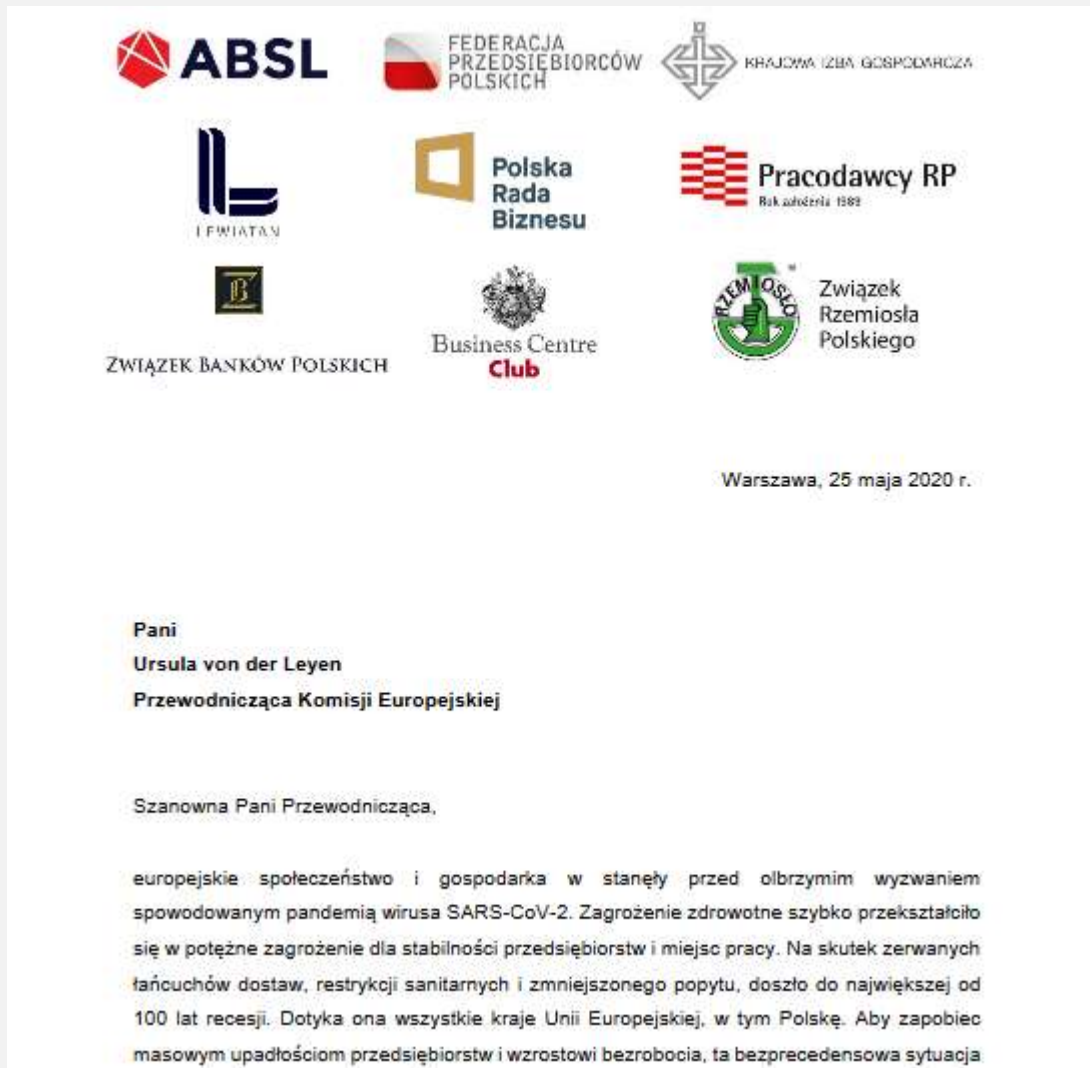 ABSL
FEDERACJA
PRZEDSIĘBIORCÓW
POLSKICH
KRAJOWA IZBA GOSPODARCZA
LEWIATAN
Polska
Rada
Biznesu
Pracodawcy RP
Rok założenia 1989
B
ZWIĄZEK BANKÓW POLSKICH
Business Centre
Club
RZEMIOSŁO
Związek
Rzemiosła
Polskiego
Warszawa, 25 maja 2020 r.
Pani
Ursula von der Leyen
Przewodnicząca Komisji Europejskiej
Szanowna Pani Przewodnicząca,
europejskie społeczeństwo i gospodarka w stanęły przed olbrzymim wyzwaniem
spowodowanym pandemią wirusa SARS-CoV-2. Zagrożenie zdrowotne szybko przekształciło
się w potężne zagrożenie dla stabilności przedsiębiorstw i miejsc pracy. Na skutek zerwanych
łańcuchów dostaw, restrykcji sanitarnych i zmniejszonego popytu, doszło do największej od
100 lat recesji. Dotyka ona wszystkie kraje Unii Europejskiej, w tym Polskę. Aby zapobiec
masowym upadłościom przedsiębiorstw i wzrostowi bezrobocia, ta bezprecedensowa sytuacja